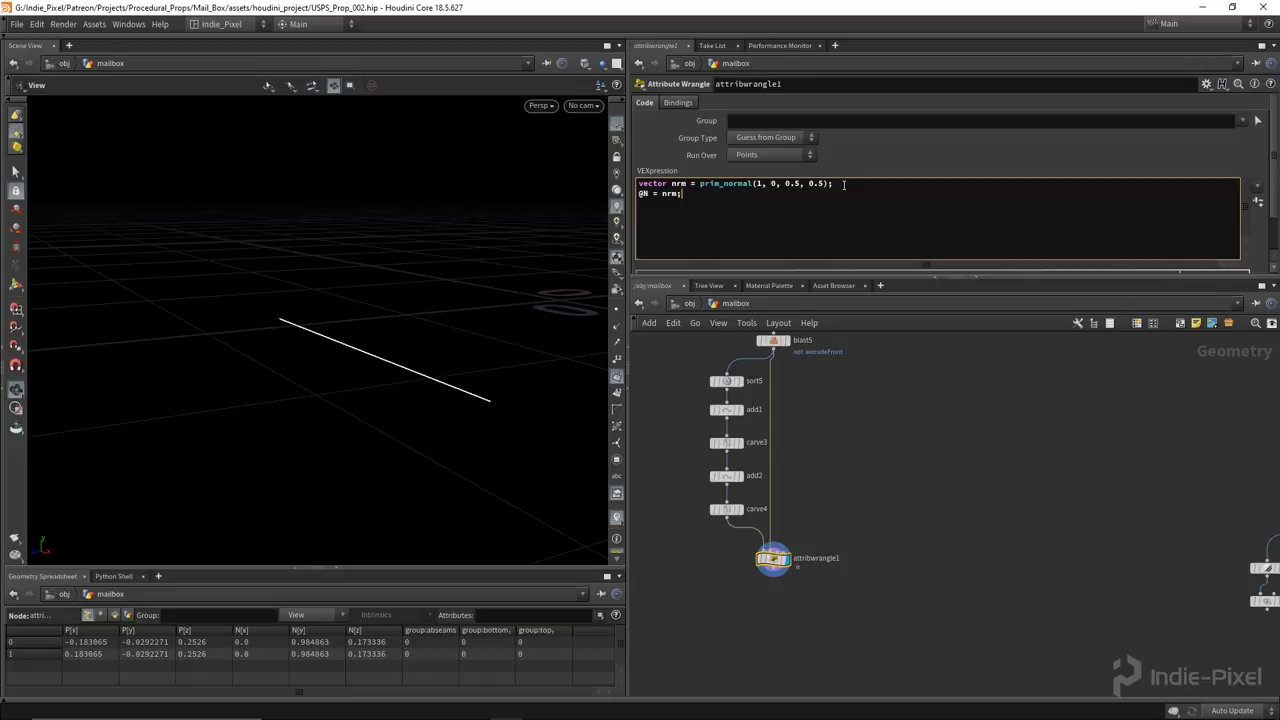 G:/Indie_Pixel/Patreon/Projects/Procedural_Props/Mail_Box/assets/houdini_project/USPS_Prop_002.hip - Houdini Core 18.5.627
File Edit Render Assets Windows Help Indie_Pixel Main Main
Scene View
obj mailbox
View
Persp No cam
attribwrangle1 Take List Performance Monitor
obj mailbox
Attribute Wrangle attribwrangle1
Code Bindings
Group
Group Type Guess from Group
Run Over Points
VEXpression
vector nrm = prim_normal(1, 0, 0.5, 0.5);
@N = nrm;
/obj/mailbox Tree View Material Palette Asset Browser
obj mailbox
Add Edit Go View Tools Layout Help
Geometry
blast5
not: extrudeFront
sort5
add1
carve3
add2
carve4
attribwrangle1
Geometry Spreadsheet Python Shell
obj mailbox
Node: attri... Group: View Intrinsics Attributes:
P[x] P[y] P[z] N[x] N[y] N[z] group:abseams group:bottom, group:top,
0 -0.183065 -0.0292271 0.2526 0.0 0.984863 0.173336 0 0 0
1 0.183065 -0.0292271 0.2526 0.0 0.984863 0.173336 0 0 0
Indie-Pixel
Auto Update